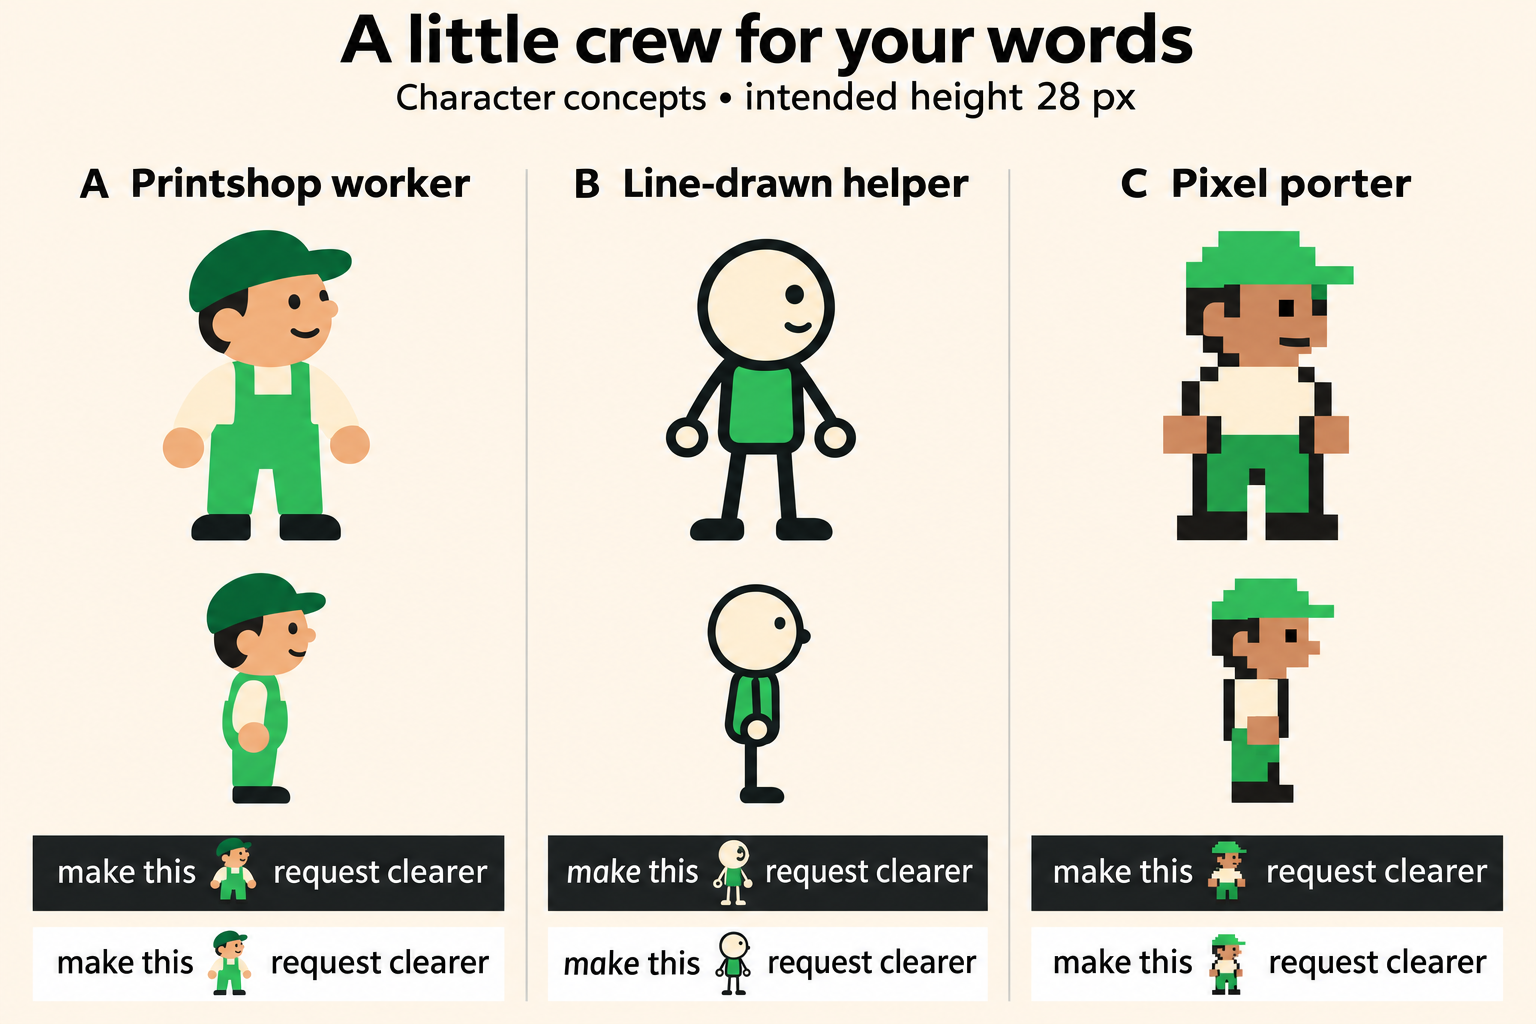 A little crew for your words
Character concepts • intended height 28 px
A Printshop worker
B Line-drawn helper
C Pixel porter
make this request clearer
make this request clearer
make this request clearer
make this request clearer
make this request clearer
make this request clearer